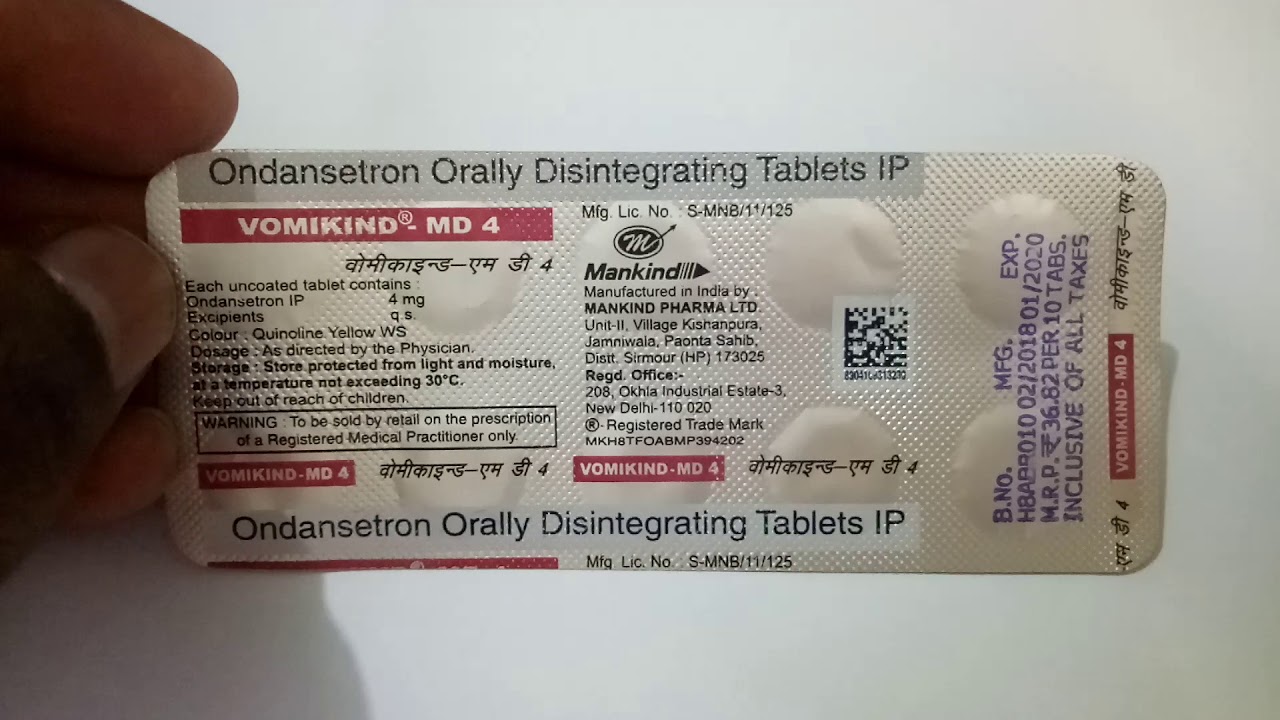 Ondansetron Orally Disintegrating Tablets IP
VOMIKIND®- MD 4
वोमीकाइन्ड–एम डी 4
Each uncoated tablet contains :
Ondansetron IP 4 mg
Excipients q.s.
Colour : Quinoline Yellow WS
Dosage : As directed by the Physician.
Storage : Store protected from light and moisture,
at a temperature not exceeding 30°C.
Keep out of reach of children.
WARNING : To be sold by retail on the prescription
of a Registered Medical Practitioner only.
Mfg. Lic. No. : S-MNB/11/125
m
Mankind
Manufactured in India by :
MANKIND PHARMA LTD.
Unit-II, Village Kishanpura,
Jamniwala, Paonta Sahib,
Distt. Sirmour (HP) 173025
Regd. Office:-
208, Okhla Industrial Estate-3,
New Delhi-110 020
®- Registered Trade Mark
MKH8TFOABMP394202
VOMIKIND-MD 4 वोमीकाइन्ड–एम डी 4 VOMIKIND-MD 4 वोमीकाइन्ड–एम डी 4
Ondansetron Orally Disintegrating Tablets IP
Mfg. Lic. No. : S-MNB/11/125
B.No. MFG. EXP.
H8ABP010 02/2018 01/2020
M.R.P. ₹36.82 PER 10 TABS.
INCLUSIVE OF ALL TAXES
एम डी 4 VOMIKIND-MD 4 वोमीकाइन्ड–एम डी